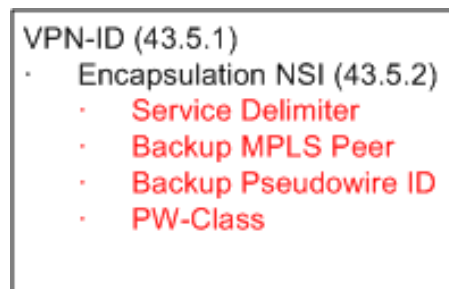 VPN-ID (43.5.1)
· Encapsulation NSI (43.5.2)
· Service Delimiter
· Backup MPLS Peer
· Backup Pseudowire ID
· PW-Class